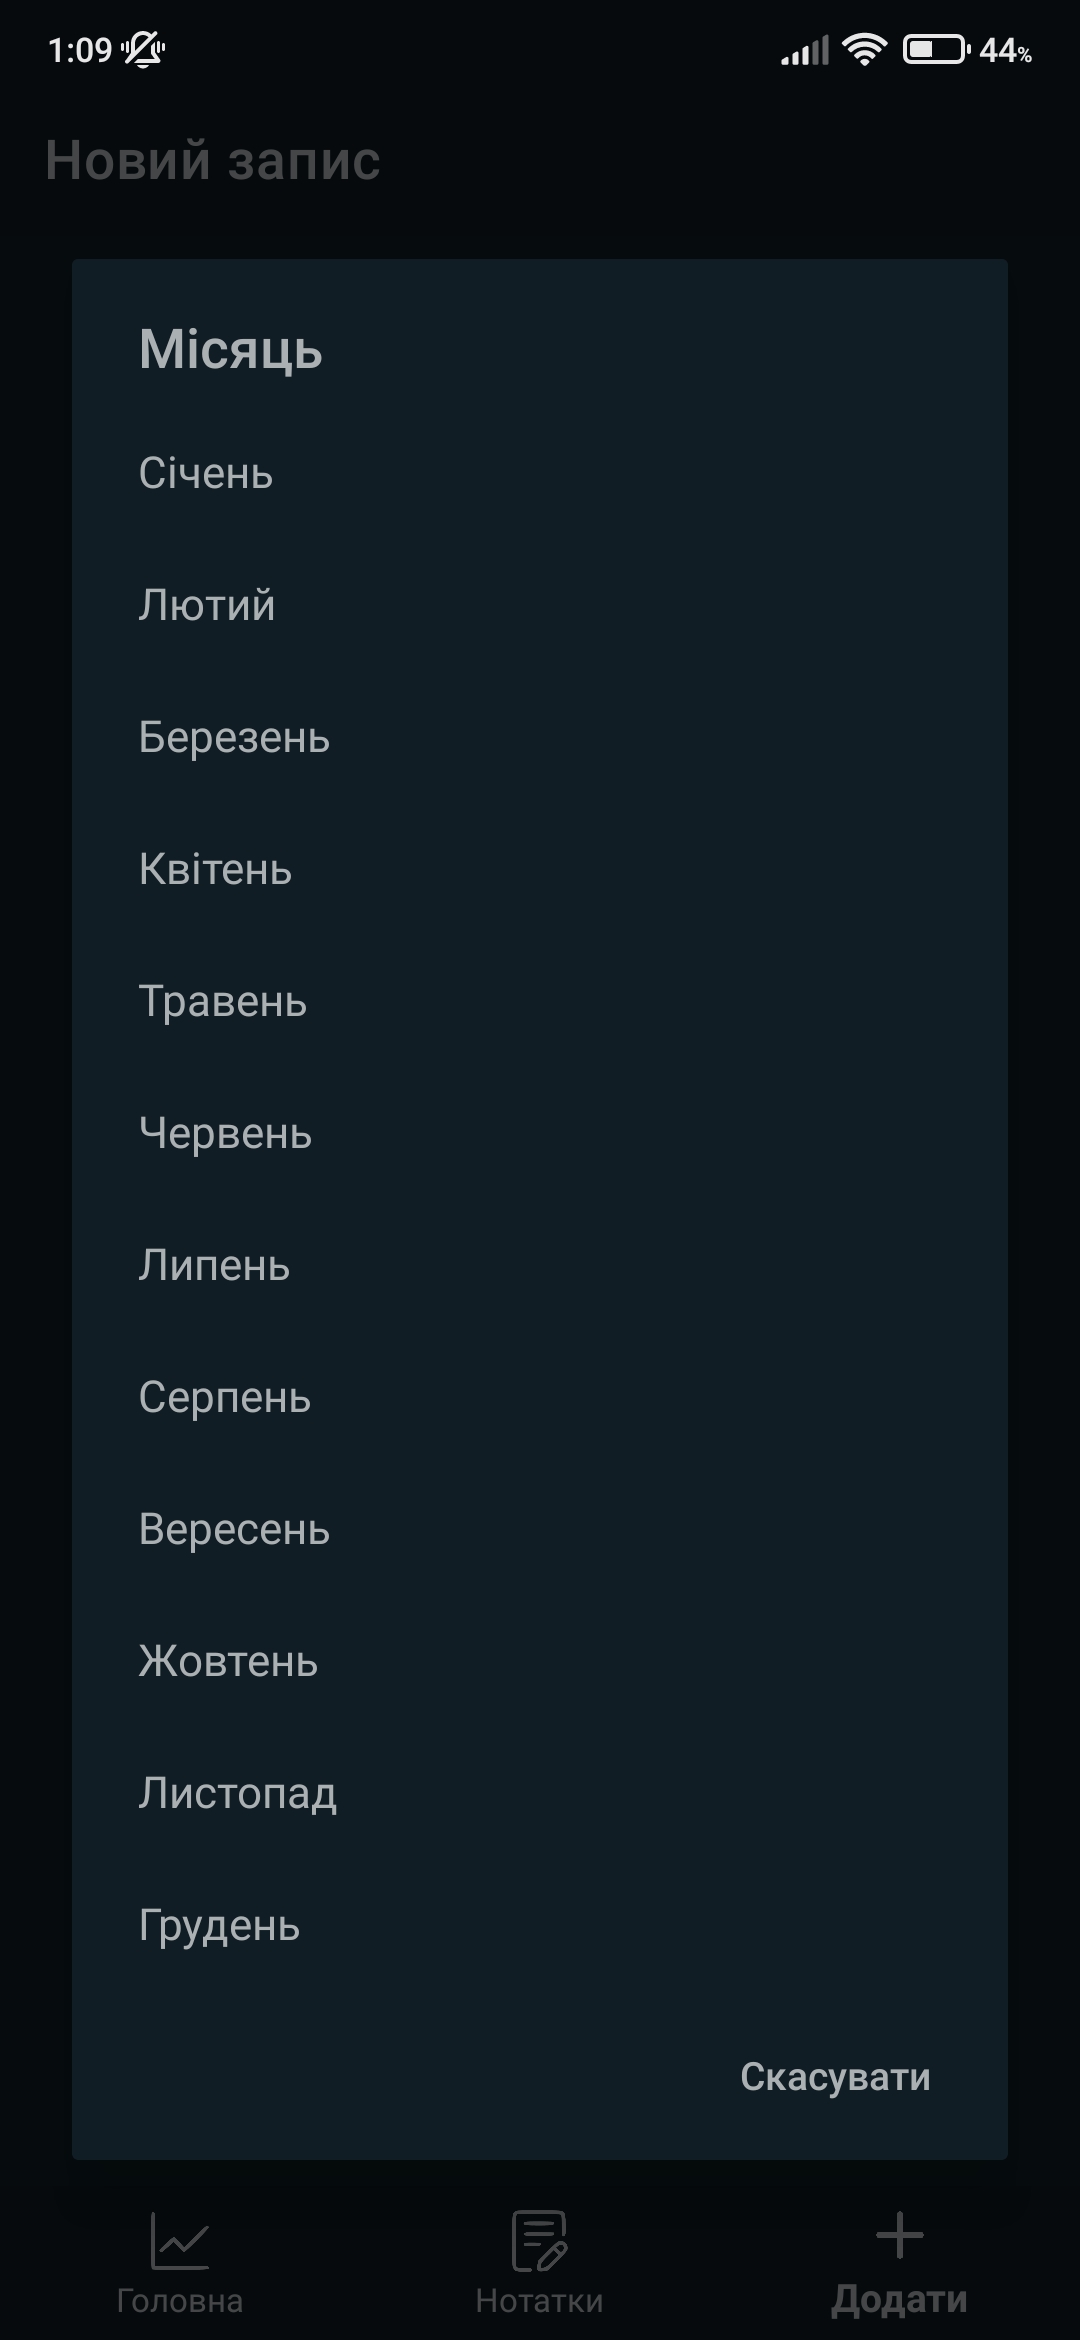 1:09 44%
Новий запис
Місяць
Січень
Лютий
Березень
Квітень
Травень
Червень
Липень
Серпень
Вересень
Жовтень
Листопад
Грудень
Скасувати
Головна Нотатки Додати